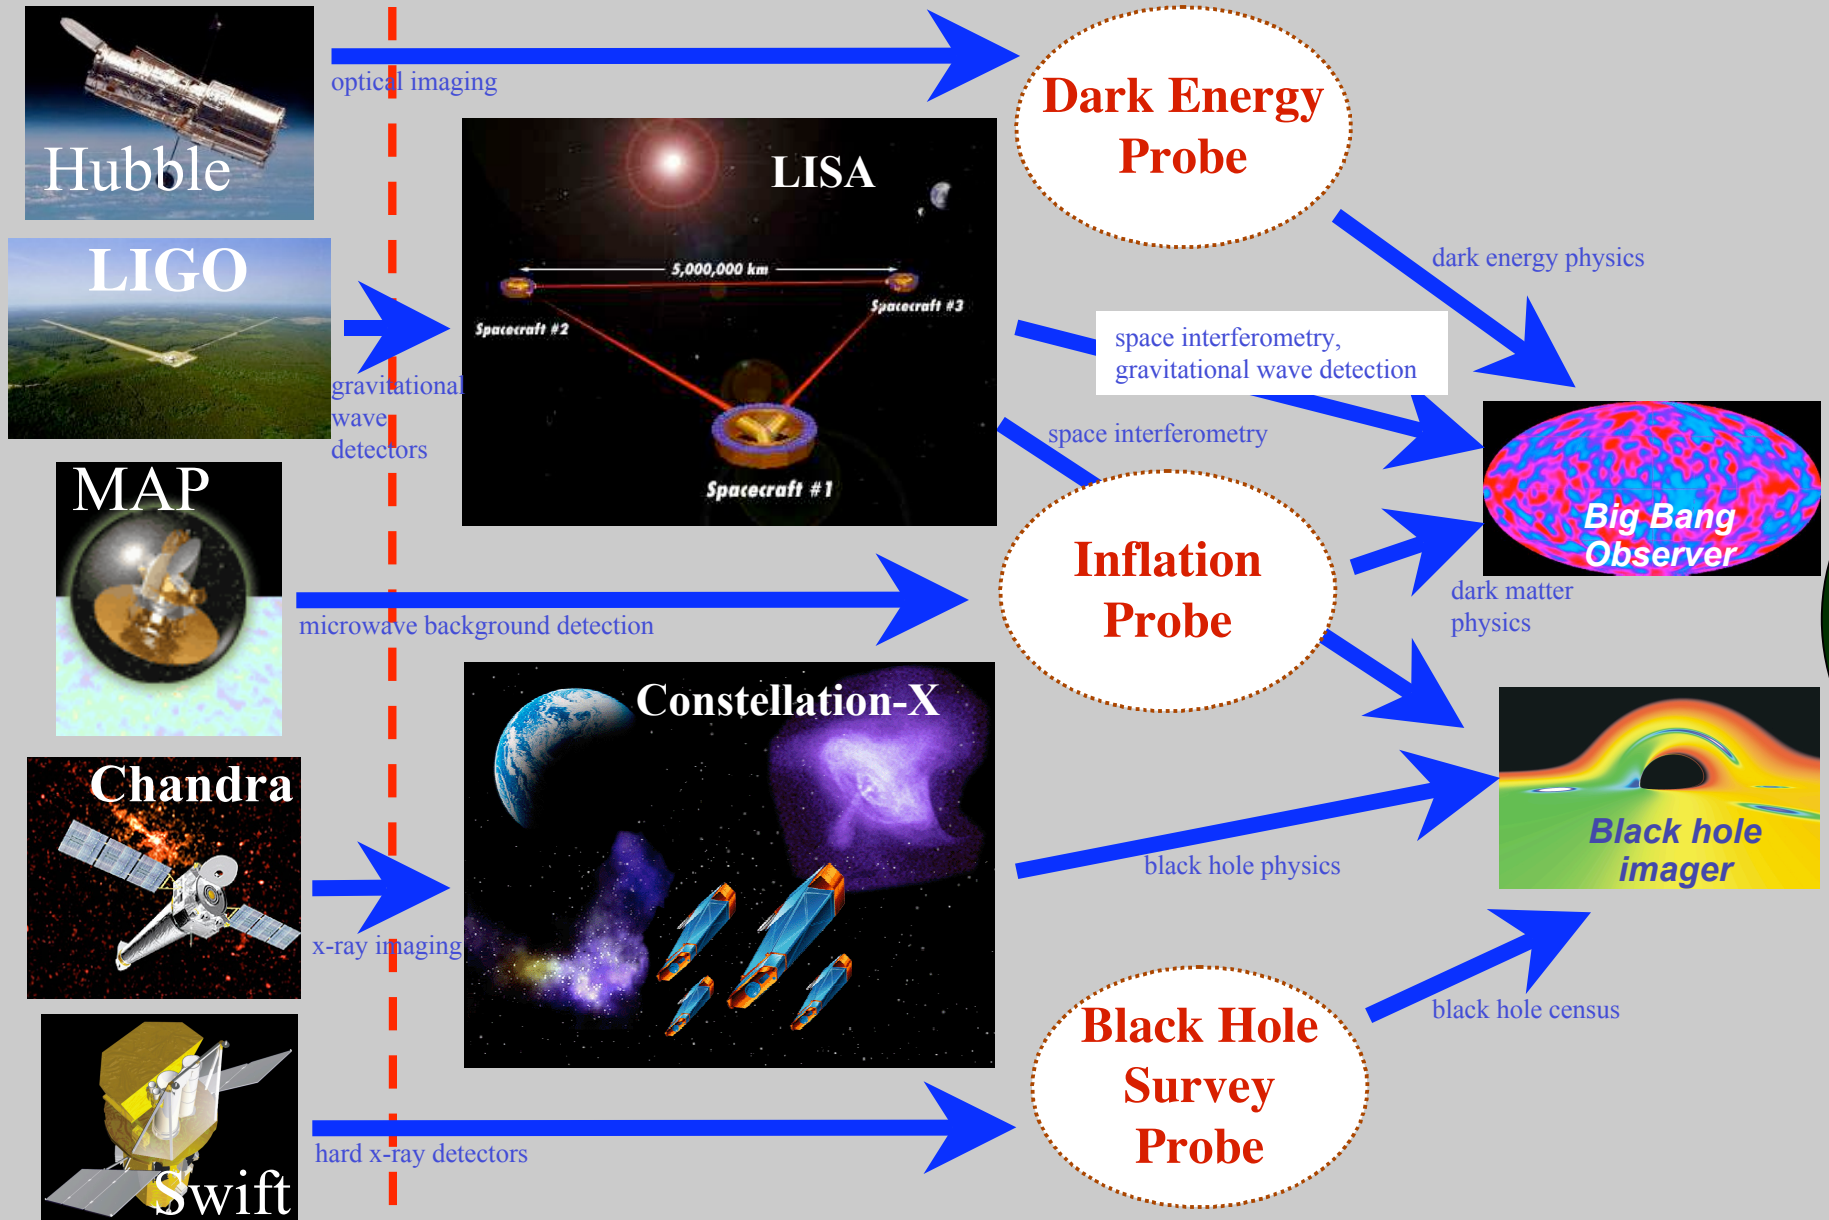 Hubble
optical imaging
Dark Energy
Probe
LISA
5,000,000 km
Spacecraft #2
Spacecraft #3
Spacecraft #1
LIGO
gravitational
wave
detectors
dark energy physics
space interferometry,
gravitational wave detection
space interferometry
MAP
microwave background detection
Inflation
Probe
Big Bang
Observer
dark matter
physics
Chandra
x-ray imaging
Constellation-X
black hole physics
Black hole
imager
Swift
hard x-ray detectors
Black Hole
Survey
Probe
black hole census